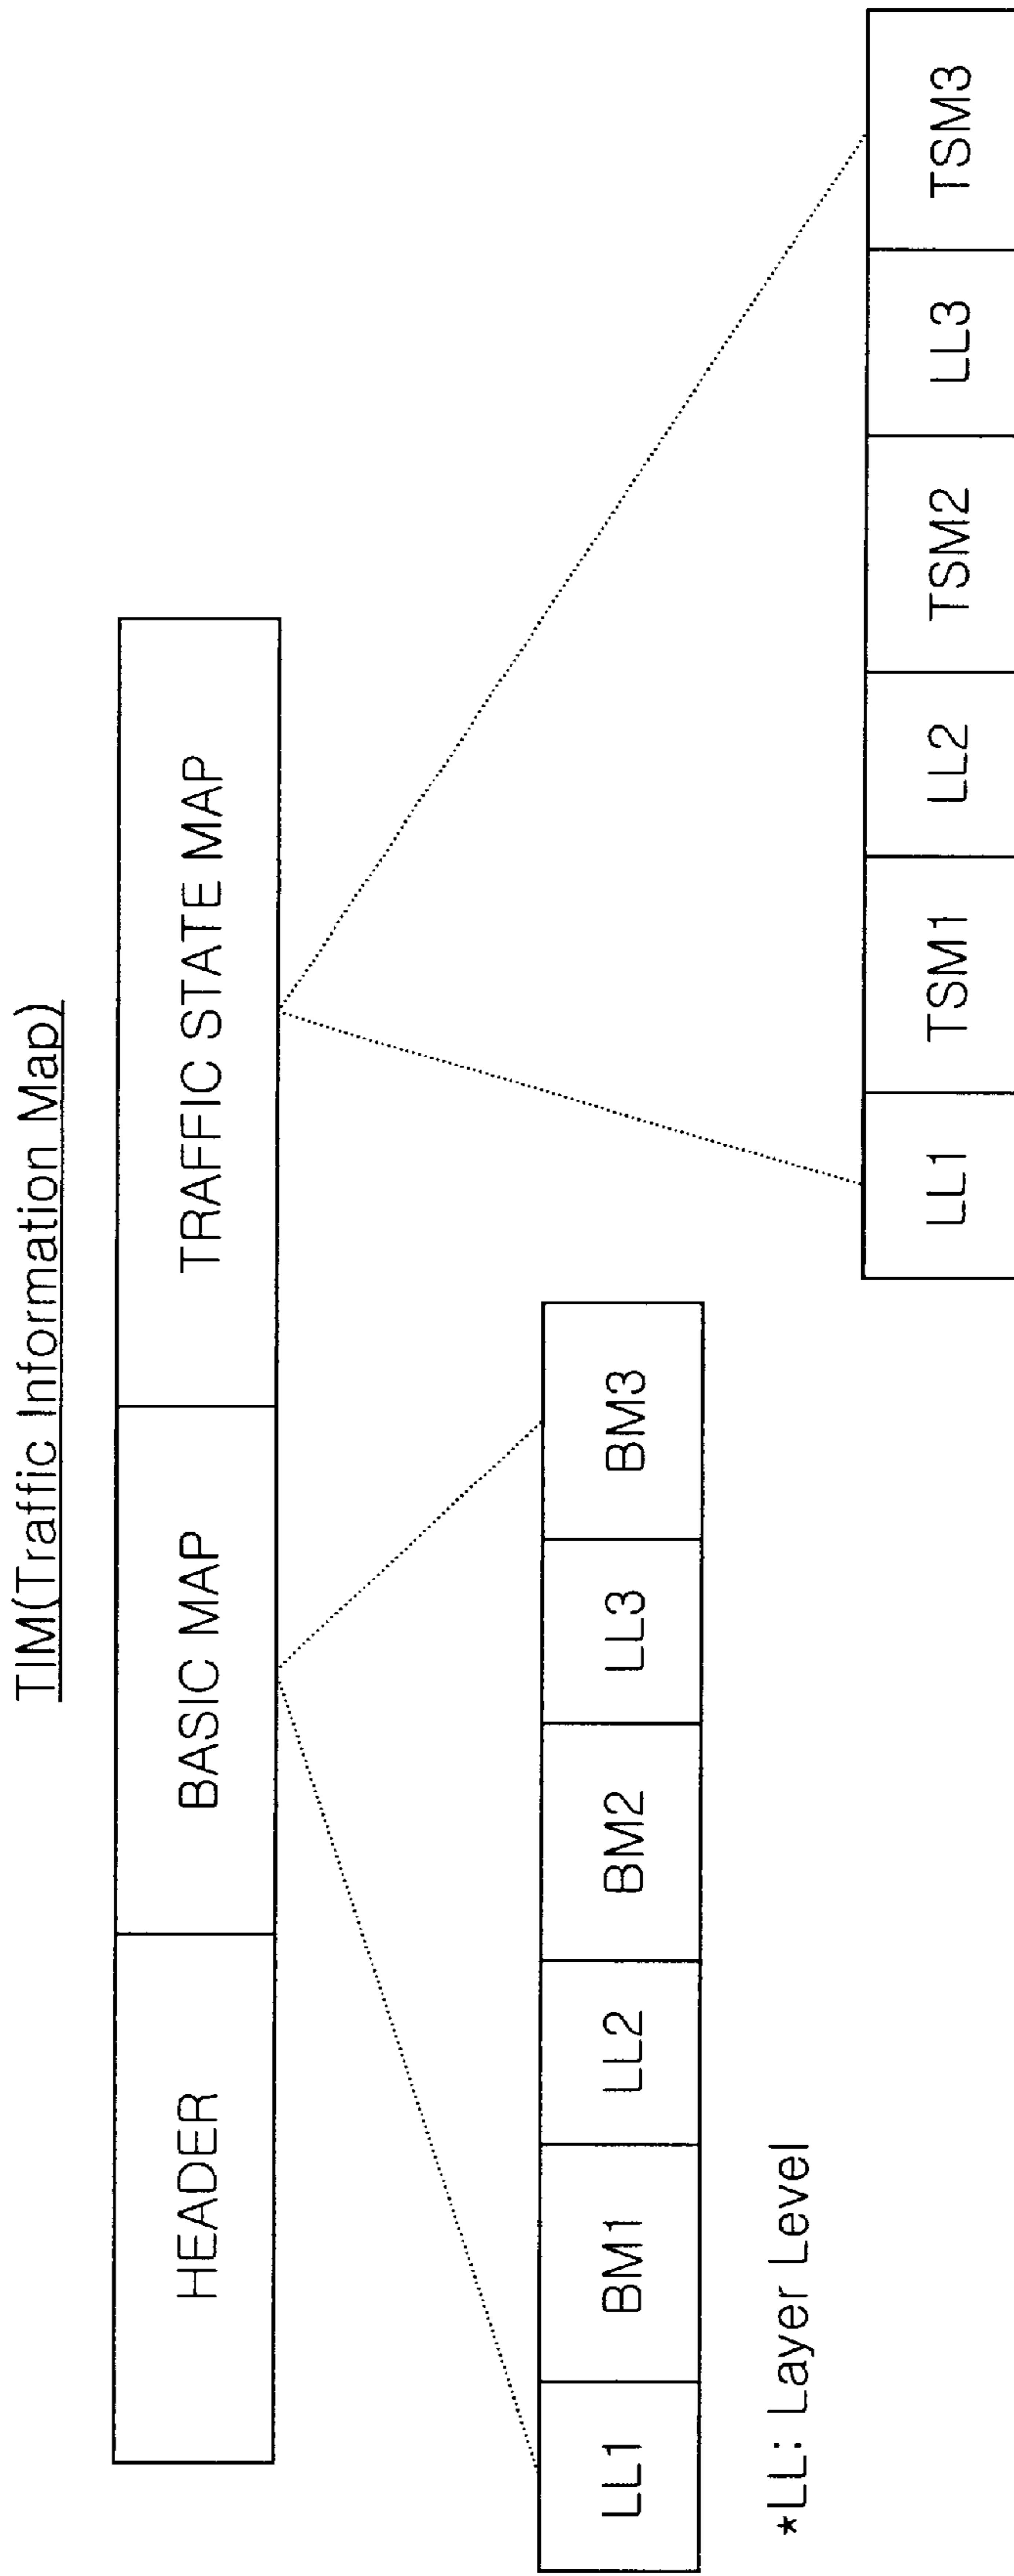 TIM(Traffic Information Map)
HEADER BASIC MAP TRAFFIC STATE MAP
LL1 BM1 LL2 BM2 LL3 BM3
*LL: Layer Level
LL1 TSM1 LL2 TSM2 LL3 TSM3